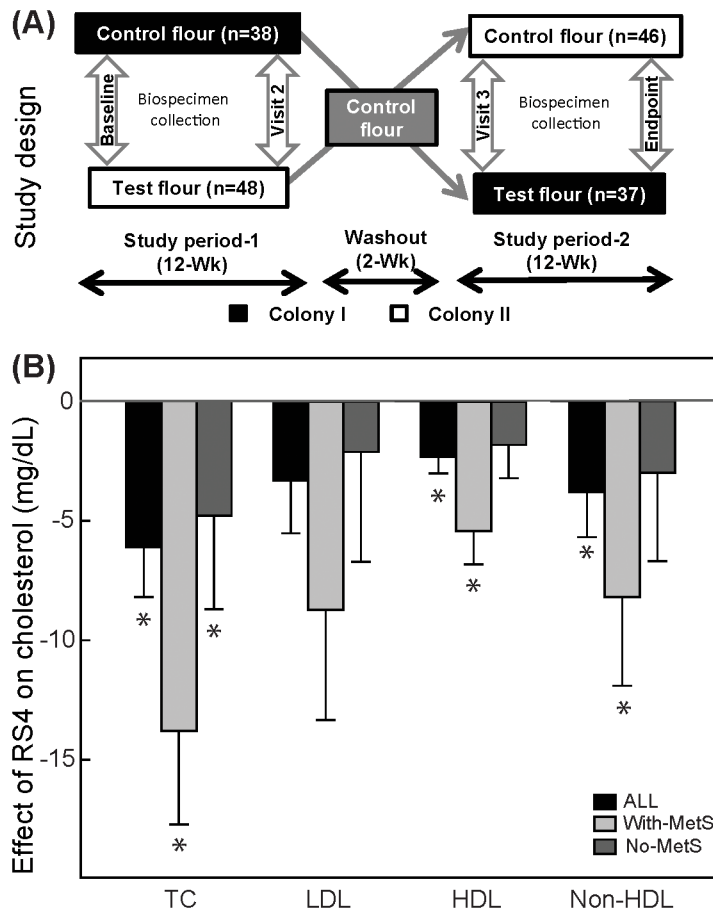 (A)
Study design
Control flour (n=38)
Control flour (n=46)
Baseline
Biospecimen
collection
Visit 2
Control
flour
Visit 3
Biospecimen
collection
Endpoint
Test flour (n=48)
Test flour (n=37)
Study period-1
(12-Wk)
Washout
(2-Wk)
Study period-2
(12-Wk)
Colony I
Colony II
(B)
Effect of RS4 on cholesterol (mg/dL)
0
-5
-10
-15
*
*
*
*
*
*
*
ALL
With-MetS
No-MetS
TC
LDL
HDL
Non-HDL